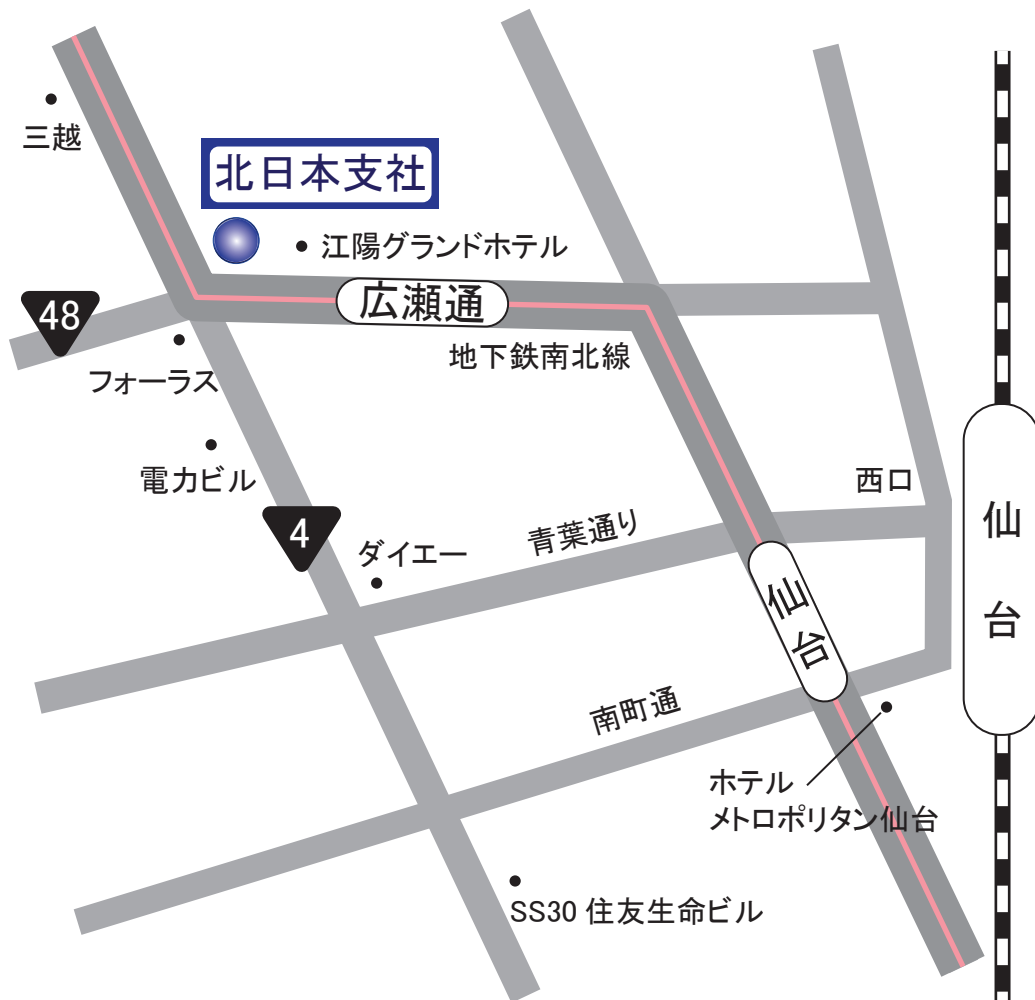 三越
北日本支社
江陽グランドホテル
48
広瀬通
フォーラス
地下鉄南北線
電力ビル
西口
4
青葉通り
仙台
ダイエー
仙台
南町通
ホテル
メトロポリタン仙台
SS30 住友生命ビル